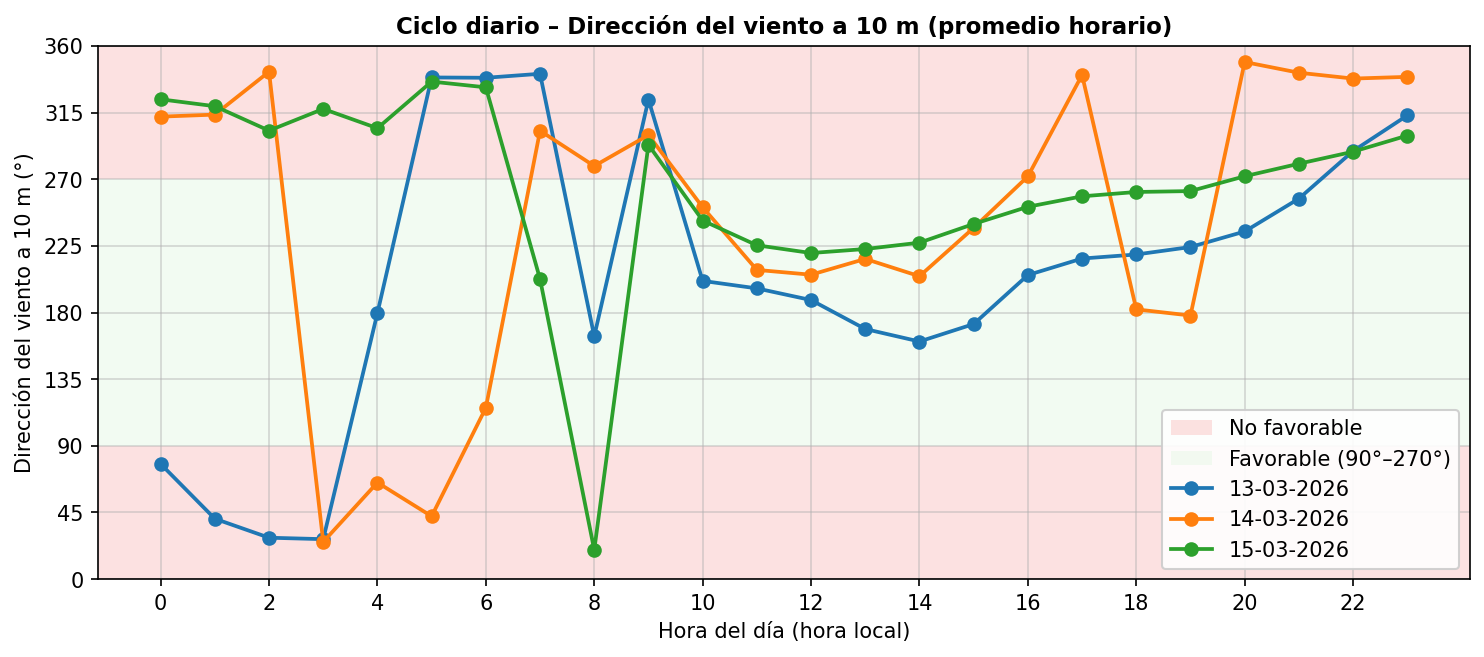 Ciclo diario – Dirección del viento a 10 m (promedio horario)
Dirección del viento a 10 m (°)
360
315
270
225
180
135
90
45
0
No favorable
Favorable (90°–270°)
13-03-2026
14-03-2026
15-03-2026
0 2 4 6 8 10 12 14 16 18 20 22
Hora del día (hora local)